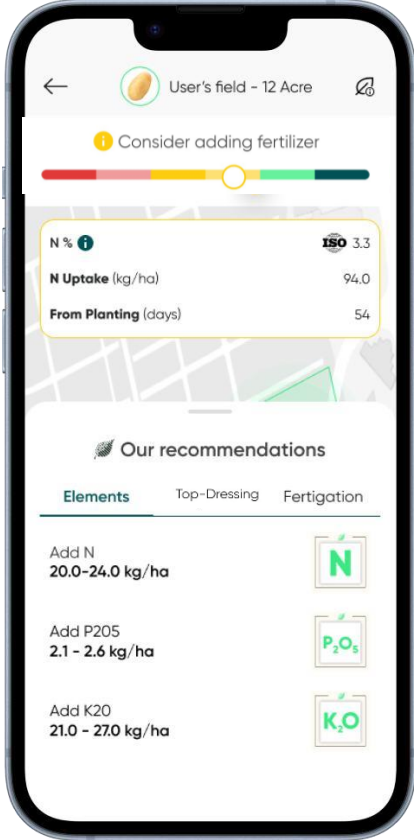 User's field - 12 Acre
Consider adding fertilizer
N % ISO 3.3
N Uptake (kg/ha) 94.0
From Planting (days) 54
Our recommendations
Elements Top-Dressing Fertigation
Add N
20.0-24.0 kg/ha
N
Add P205
2.1 - 2.6 kg/ha
P₂O₅
Add K20
21.0 - 27.0 kg/ha
K₂O